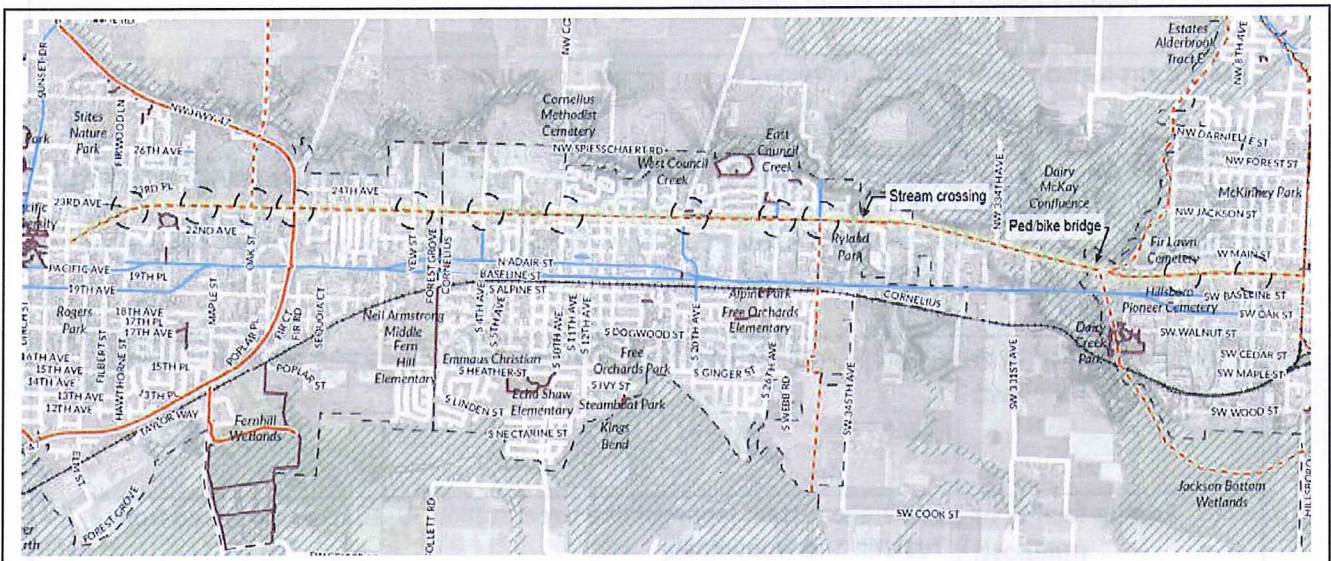 SUNSET DR
NW HWY 47
Stites
Nature
Park
FIRWOOD LN
26TH AVE
23RD PL
23RD AVE
22ND AVE
24TH AVE
OAK ST
PACIFIC AVE
19TH PL
19TH AVE
Rogers
Park
18TH AVE
17TH PL
17TH AVE
MAPLE ST
16TH AVE
15TH AVE
14TH AVE
13TH AVE
12TH AVE
FILBERT ST
HAWTHORNE ST
15TH PL
13TH PL
POPLAR PL
FIR CT
FIR RD
SEQUOIA CT
POPLAR ST
TAYLOR WAY
ELM ST
Fernhill
Wetlands
FOREST GROVE
Cornelius
Methodist
Cemetery
NW SPIESSCHAERT RD
West Council
Creek
East
Council
Creek
YEW ST
FOREST GROVE
CORNELIUS
N ADAIR ST
BASELINE ST
S ALPINE ST
Neil Armstrong
Middle
Fern
Hill
Elementary
S 4TH AVE
S 5TH AVE
S 10TH AVE
S 11TH AVE
S 12TH AVE
S DOGWOOD ST
S 20TH AVE
Alpine Park
Free Orchards
Elementary
Emmaus Christian
S HEATHER ST
Free
Orchards Park
S GINGER ST
S 26TH AVE
S IVY ST
Echo Shaw
Elementary
Steamboat Park
S LINDEN ST
S NECTARINE ST
Kings
Bend
S WEBB RD
SW 345TH AVE
SW 331ST AVE
SW COOK ST
Stream crossing
Ryland
Park
CORNELIUS
NW 334TH AVE
Dairy
McKay
Confluence
Ped/bike bridge
Estates
Alderbrook
Tract E
NW 8TH AVE
NW DARNIELLE ST
NW FOREST ST
McKinney Park
NW JACKSON ST
Fir Lawn
Cemetery
W MAIN ST
Hillsboro
Pioneer Cemetery
SW BASELINE ST
SW OAK ST
SW WALNUT ST
Dairy
Creek
Park
SW CEDAR ST
SW MAPLE ST
SW WOOD ST
Jackson Bottom
Wetlands
HILLSBORO